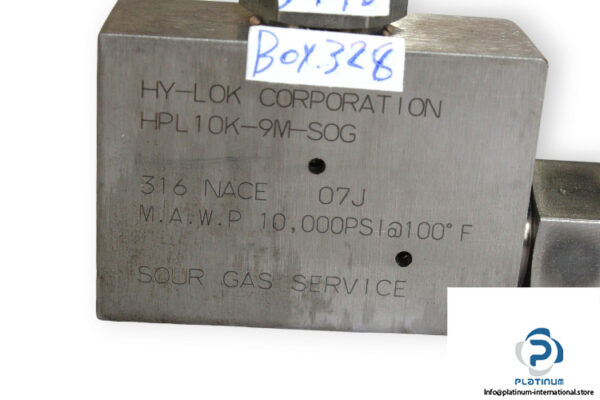 BOX.328
HY-LOK CORPORATION
HPL10K-9M-SOG
316 NACE 07J
M.A.W.P 10,000PSI@100°F
SOUR GAS SERVICE
PLATINUM
Info@platinum-international.store